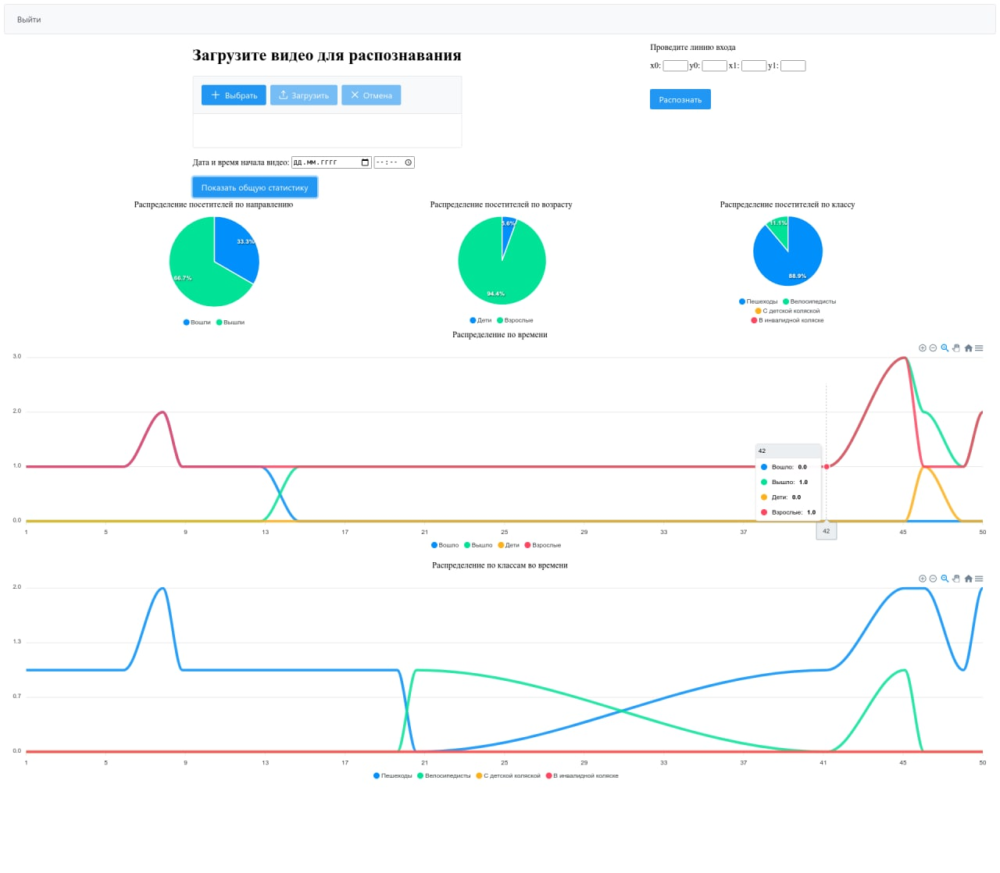 Выйти
Загрузите видео для распознавания
Выбрать Загрузить Отмена
Дата и время начала видео: дд.мм.гггг --:--
Показать общую статистику
Проведите линию входа
x0: y0: x1: y1:
Распознать
Распределение посетителей по направлению
33.3%
66.7%
Вошли Вышли
Распределение посетителей по возрасту
5.6%
94.4%
Дети Взрослые
Распределение посетителей по классу
11.1%
88.9%
Пешеходы Велосипедисты
С детской коляской
В инвалидной коляске
Распределение по времени
3.0
2.0
1.0
0.0
42
Вошло: 0.0
Вышло: 1.0
Дети: 0.0
Взрослые: 1.0
1 5 9 13 17 21 25 29 33 37 42 45 50
Вошло Вышло Дети Взрослые
Распределение по классам во времени
2.0
1.3
0.7
0.0
1 5 9 13 17 21 25 29 33 37 41 45 50
Пешеходы Велосипедисты С детской коляской В инвалидной коляске